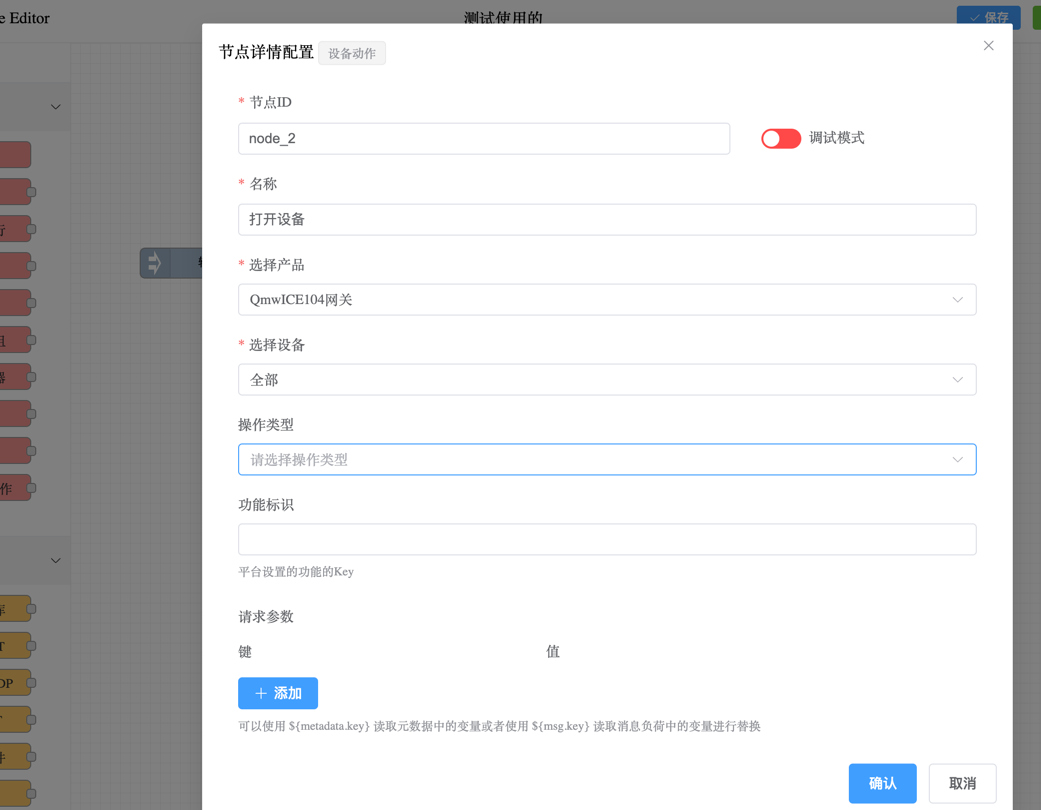 e Editor
测试使用的
保存
节点详情配置 设备动作
* 节点ID
node_2
调试模式
* 名称
打开设备
* 选择产品
QmwICE104网关
* 选择设备
全部
操作类型
请选择操作类型
功能标识
平台设置的功能的Key
请求参数
键 值
添加
可以使用 ${metadata.key} 读取元数据中的变量或者使用 ${msg.key} 读取消息负荷中的变量进行替换
确认 取消
行
组
器
作
库
T
DP
件